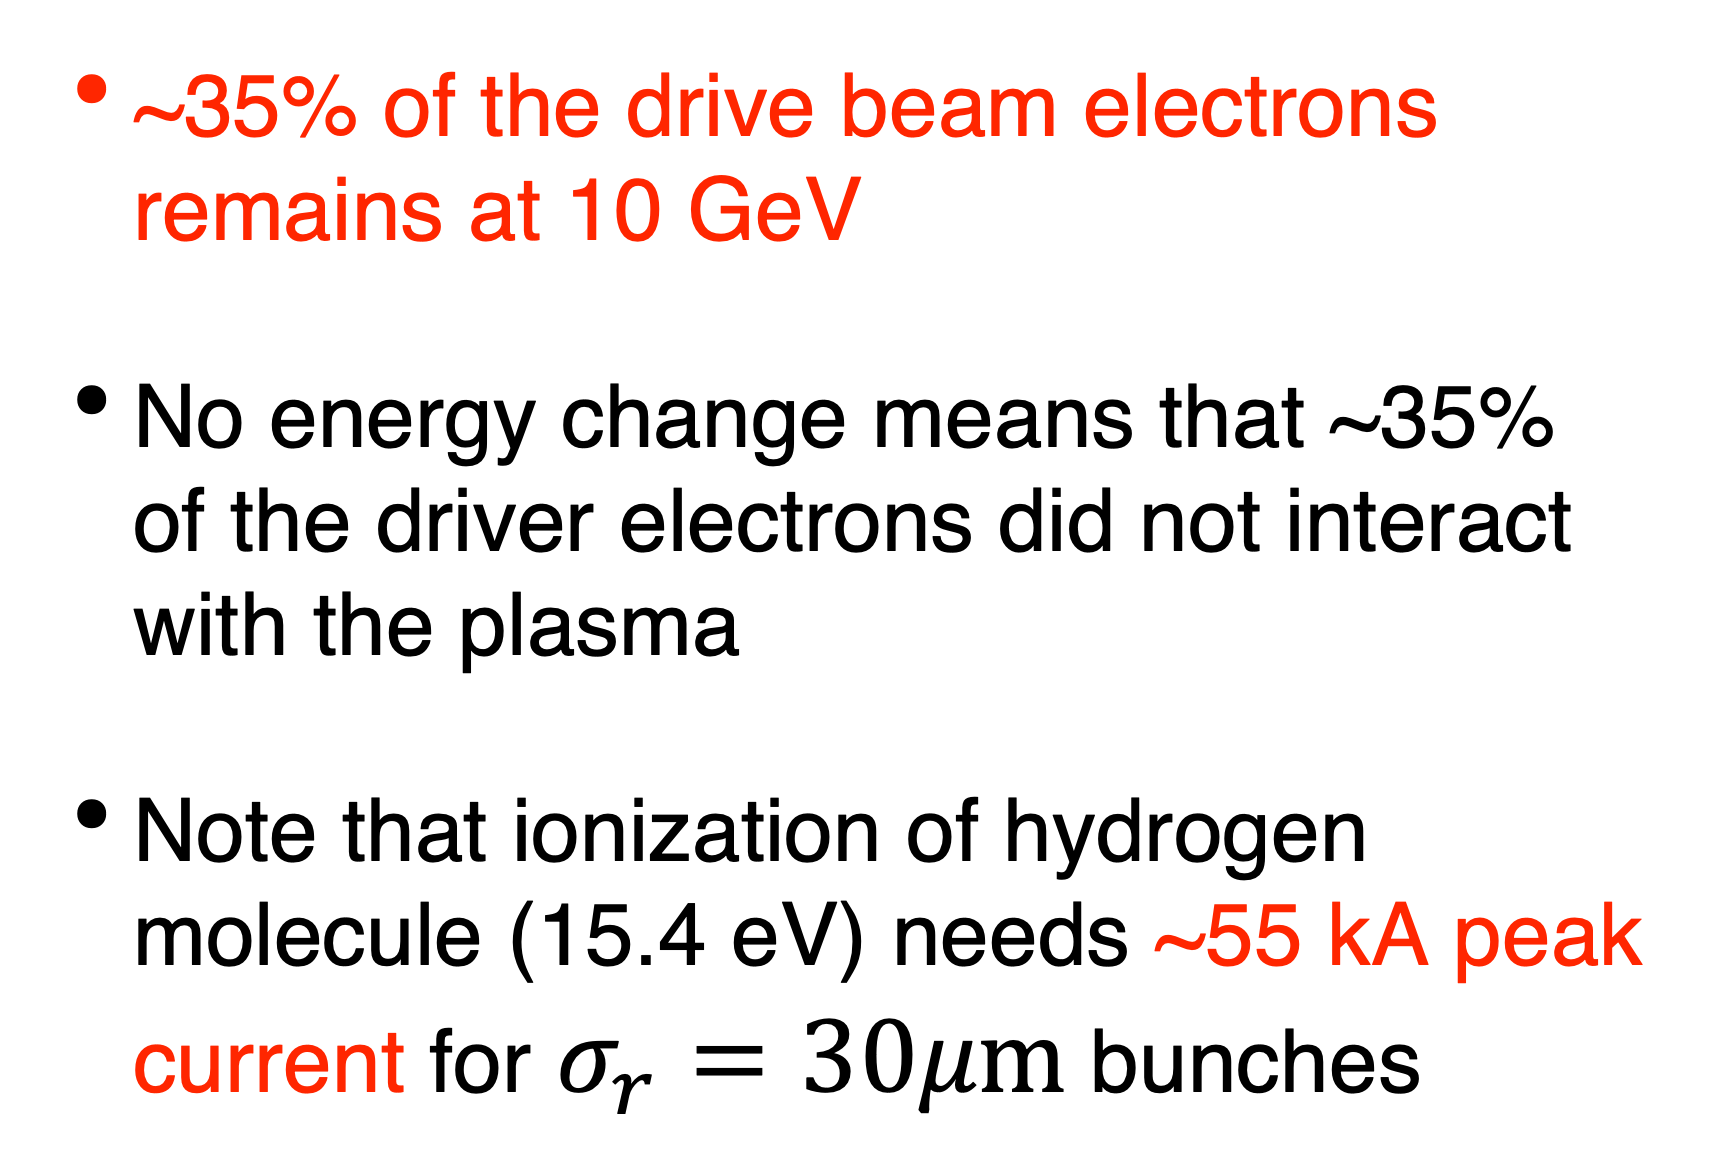 • ~35% of the drive beam electrons
remains at 10 GeV
• No energy change means that ~35%
of the driver electrons did not interact
with the plasma
• Note that ionization of hydrogen
molecule (15.4 eV) needs ~55 kA peak
current for σᵣ = 30μm bunches